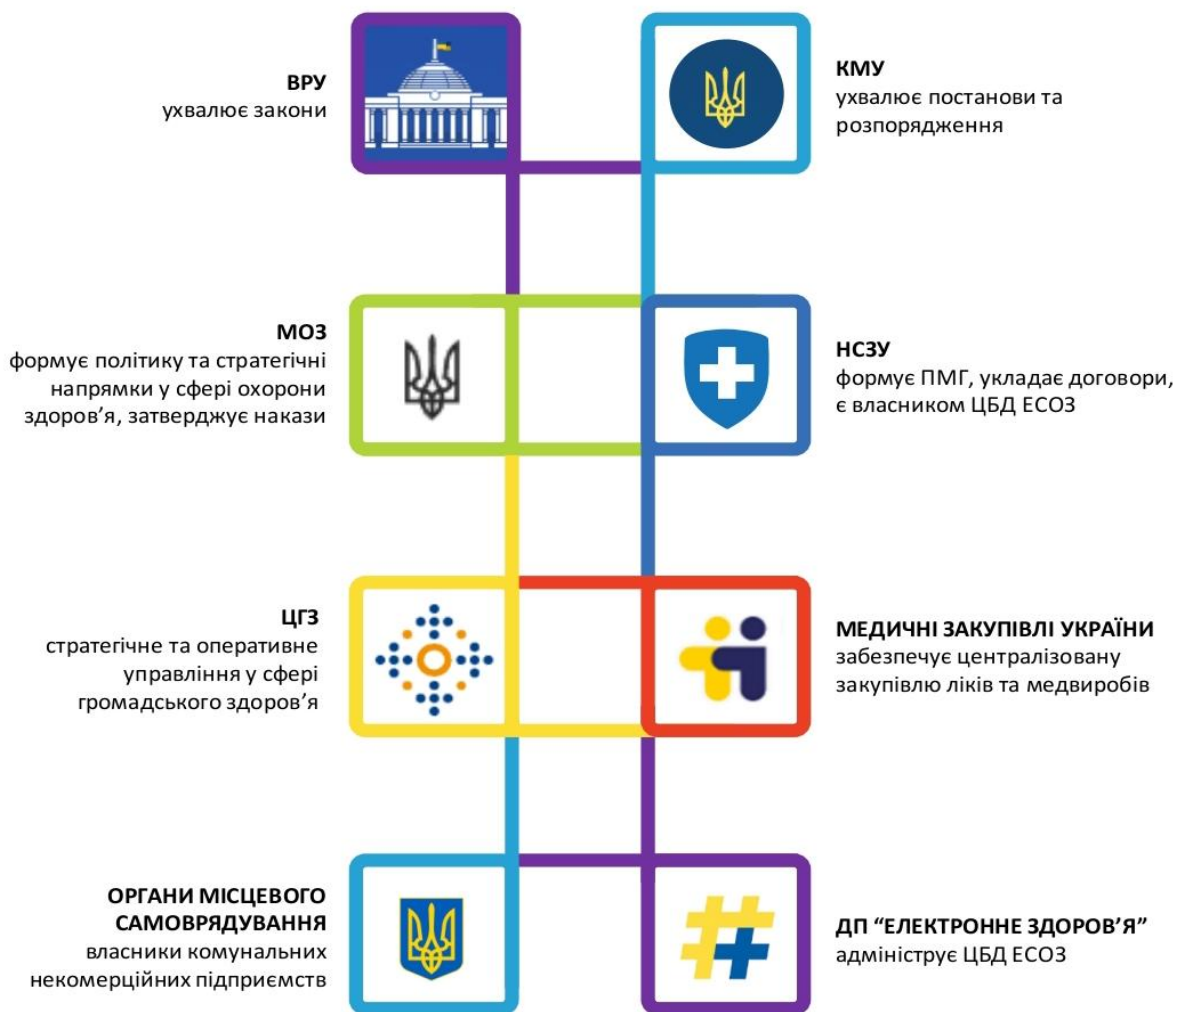 ВРУ
ухвалює закони
КМУ
ухвалює постанови та
розпорядження
МОЗ
формує політику та стратегічні
напрямки у сфері охорони
здоров’я, затверджує накази
НСЗУ
формує ПМГ, укладає договори,
є власником ЦБД ЕСОЗ
ЦГЗ
стратегічне та оперативне
управління у сфері
громадського здоров’я
МЕДИЧНІ ЗАКУПІВЛІ УКРАЇНИ
забезпечує централізовану
закупівлю ліків та медвиробів
ОРГАНИ МІСЦЕВОГО
САМОВРЯДУВАННЯ
власники комунальних
некомерційних підприємств
ДП “ЕЛЕКТРОННЕ ЗДОРОВ’Я”
адмініструє ЦБД ЕСОЗ